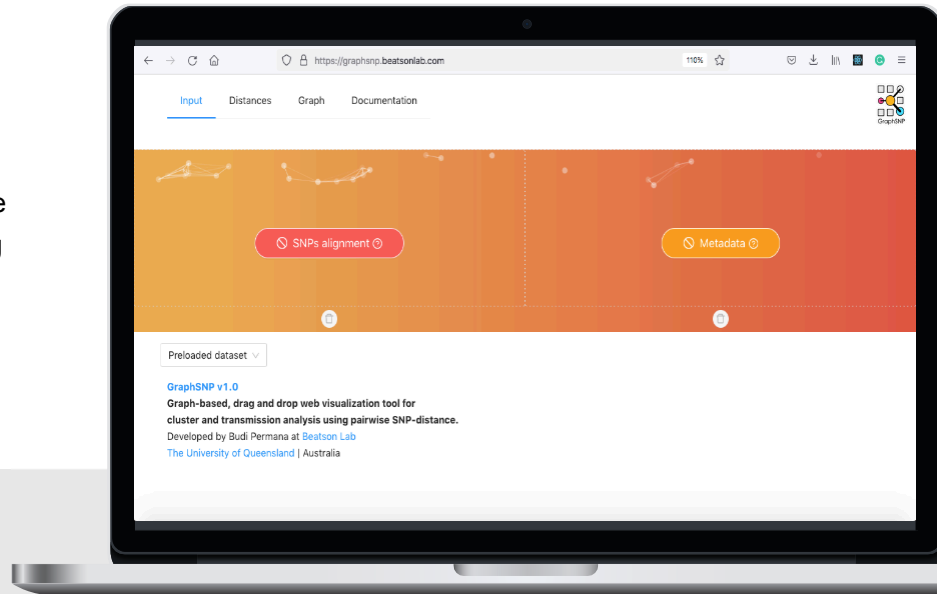 https://graphsnp.beatsonlab.com
110%
Input Distances Graph Documentation
GraphSNP
e
g
SNPs alignment
Metadata
Preloaded dataset
GraphSNP v1.0
Graph-based, drag and drop web visualization tool for
cluster and transmission analysis using pairwise SNP-distance.
Developed by Budi Permana at Beatson Lab
The University of Queensland | Australia